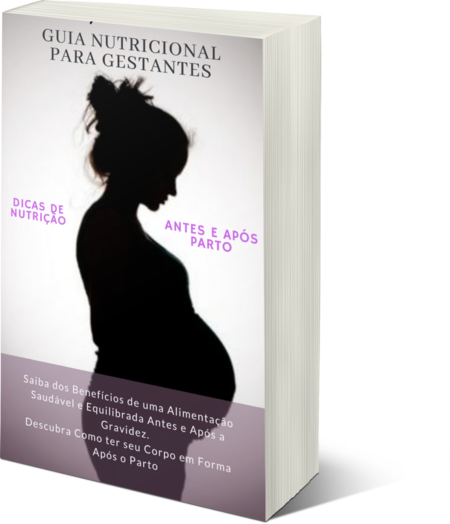 GUIA NUTRICIONAL
PARA GESTANTES
DICAS DE
NUTRIÇÃO
ANTES E APÓS
PARTO
Saiba dos Benefícios de uma Alimentação
Saudável e Equilibrada Antes e Após a
Gravidez.
Descubra Como ter seu Corpo em Forma
Após o Parto